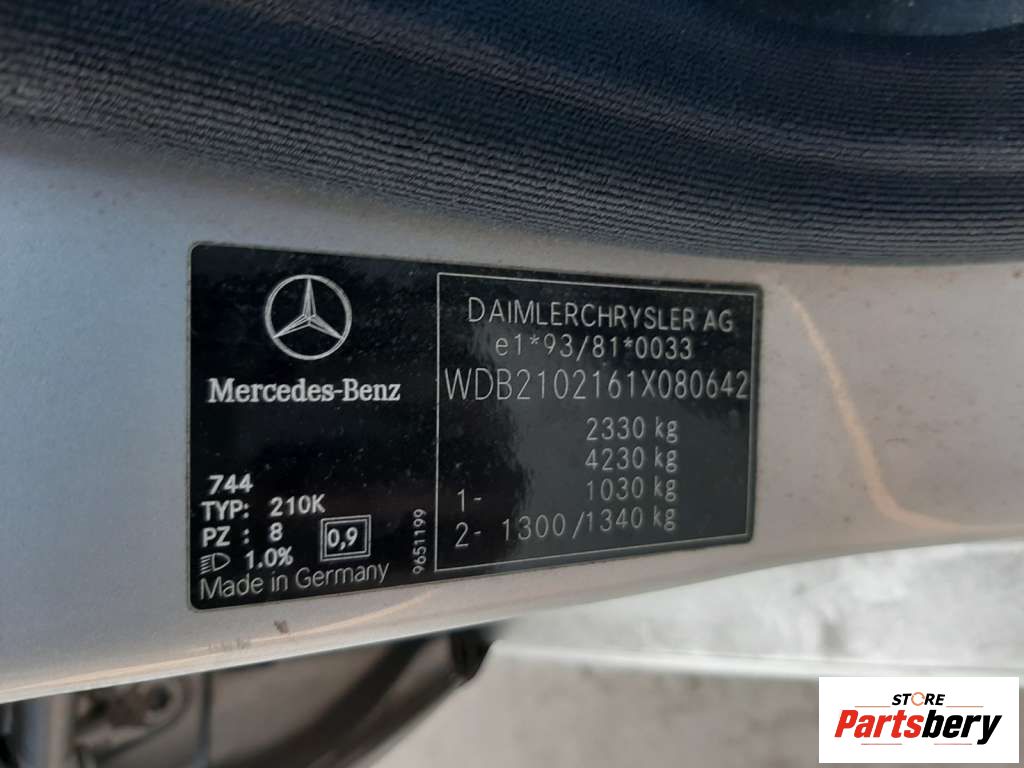 Mercedes-Benz
744
TYP: 210K
PZ : 8
1.0%
0,9
Made in Germany
9651199
DAIMLERCHRYSLER AG
e1*93/81*0033
WDB2102161X080642
2330 kg
4230 kg
1- 1030 kg
2- 1300/1340 kg
STORE
Partsbery